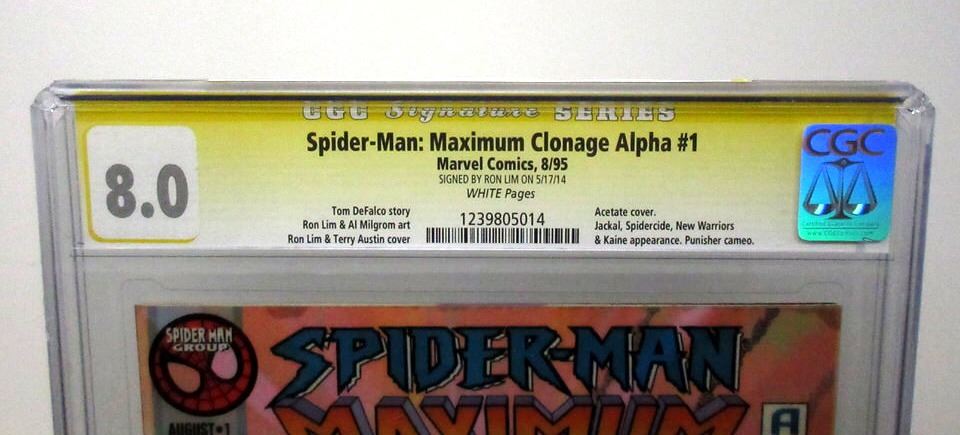 CGC Signature SERIES
Spider-Man: Maximum Clonage Alpha #1
Marvel Comics, 8/95
SIGNED BY RON LIM ON 5/17/14
WHITE Pages
8.0
Tom DeFalco story
Ron Lim & Al Milgrom art
Ron Lim & Terry Austin cover
1239805014
Acetate cover.
Jackal, Spidercide, New Warriors
& Kaine appearance. Punisher cameo.
CGC
SPIDER MAN
GROUP
AUGUST•1
SPIDER-MAN
MAXIMUM
A